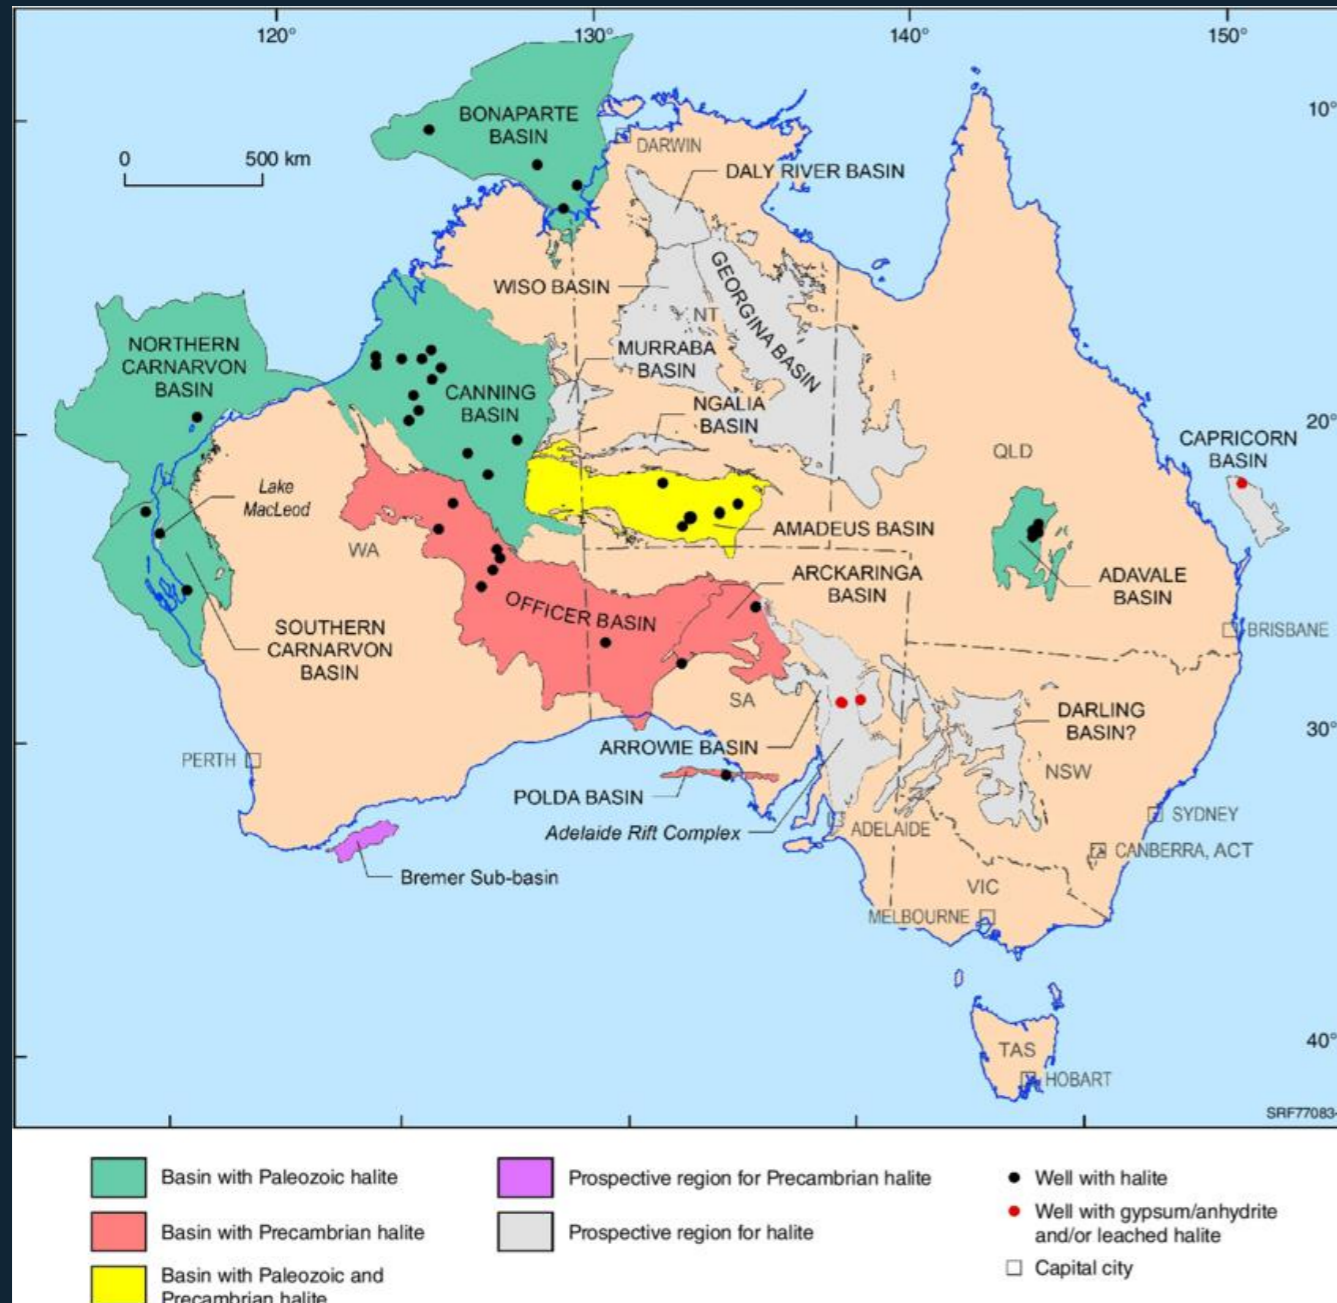 120°
130°
140°
150°
10°
20°
30°
40°
0
500 km
BONAPARTE
BASIN
DARWIN
DALY RIVER BASIN
WISO BASIN
GEORGINA BASIN
NT
MURRABA
BASIN
NGALIA
BASIN
NORTHERN
CARNARVON
BASIN
CANNING
BASIN
QLD
CAPRICORN
BASIN
Lake
MacLeod
WA
AMADEUS BASIN
ARCKARINGA
BASIN
ADAVALE
BASIN
OFFICER BASIN
BRISBANE
SOUTHERN
CARNARVON
BASIN
SA
DARLING
BASIN?
ARROWIE BASIN
NSW
PERTH
POLDA BASIN
SYDNEY
Adelaide Rift Complex
ADELAIDE
CANBERRA, ACT
Bremer Sub-basin
VIC
MELBOURNE
TAS
HOBART
SRF77083
Basin with Paleozoic halite
Basin with Precambrian halite
Basin with Paleozoic and
Precambrian halite
Prospective region for Precambrian halite
Prospective region for halite
Well with halite
Well with gypsum/anhydrite
and/or leached halite
Capital city